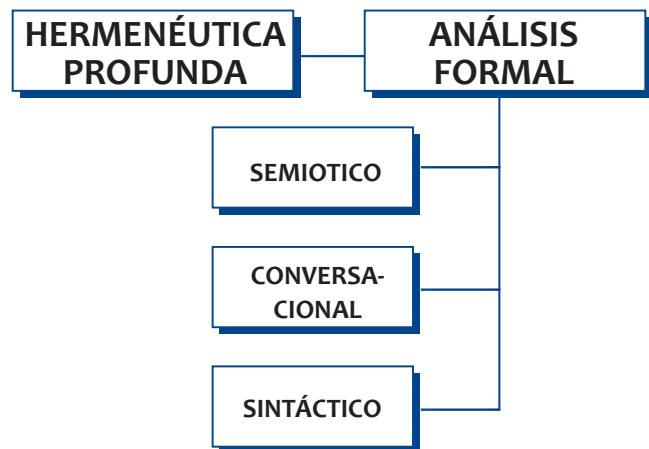 HERMENÉUTICA
PROFUNDA
ANÁLISIS
FORMAL
SEMIOTICO
CONVERSA-
CIONAL
SINTÁCTICO